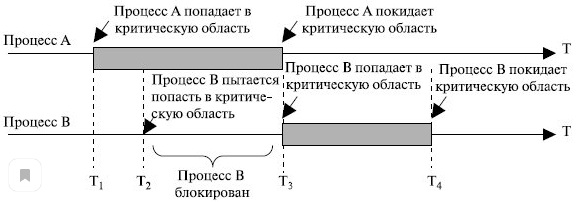 Процесс A попадает в
критическую область
Процесс A покидает
критическую область
Процесс A
T
Процесс B пытается
попасть в критиче-
скую область
Процесс B попадает в
критическую область
Процесс B покидает
критическую область
Процесс B
T
T1
T2
Процесс B
блокирован
T3
T4